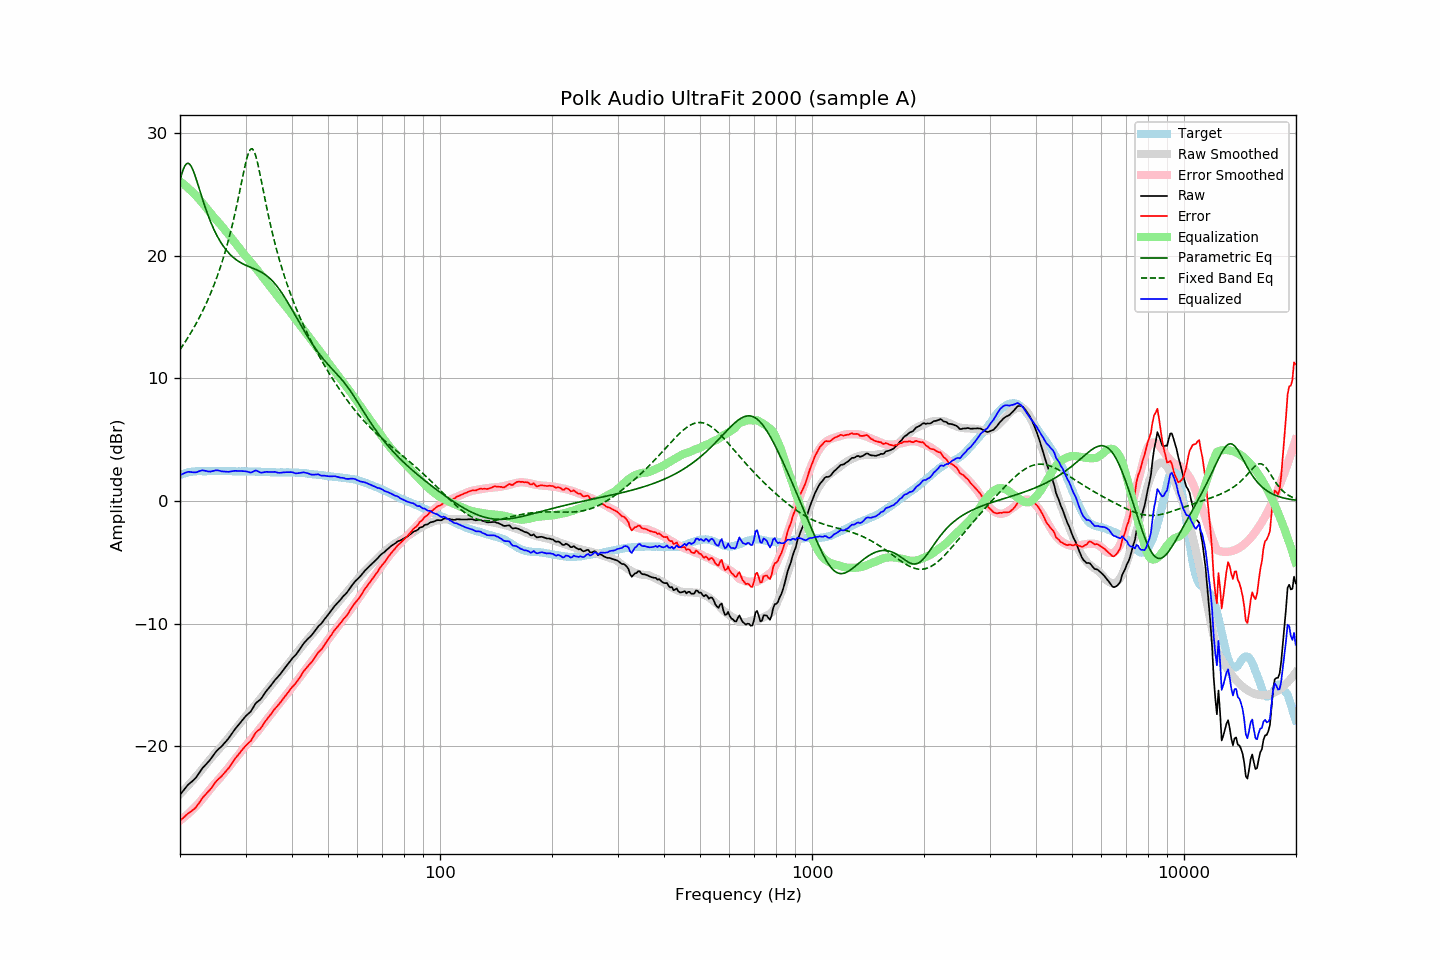 Polk Audio UltraFit 2000 (sample A)
30
20
10
0
−10
−20
Amplitude (dBr)
100
1000
10000
Frequency (Hz)
Target
Raw Smoothed
Error Smoothed
Raw
Error
Equalization
Parametric Eq
Fixed Band Eq
Equalized